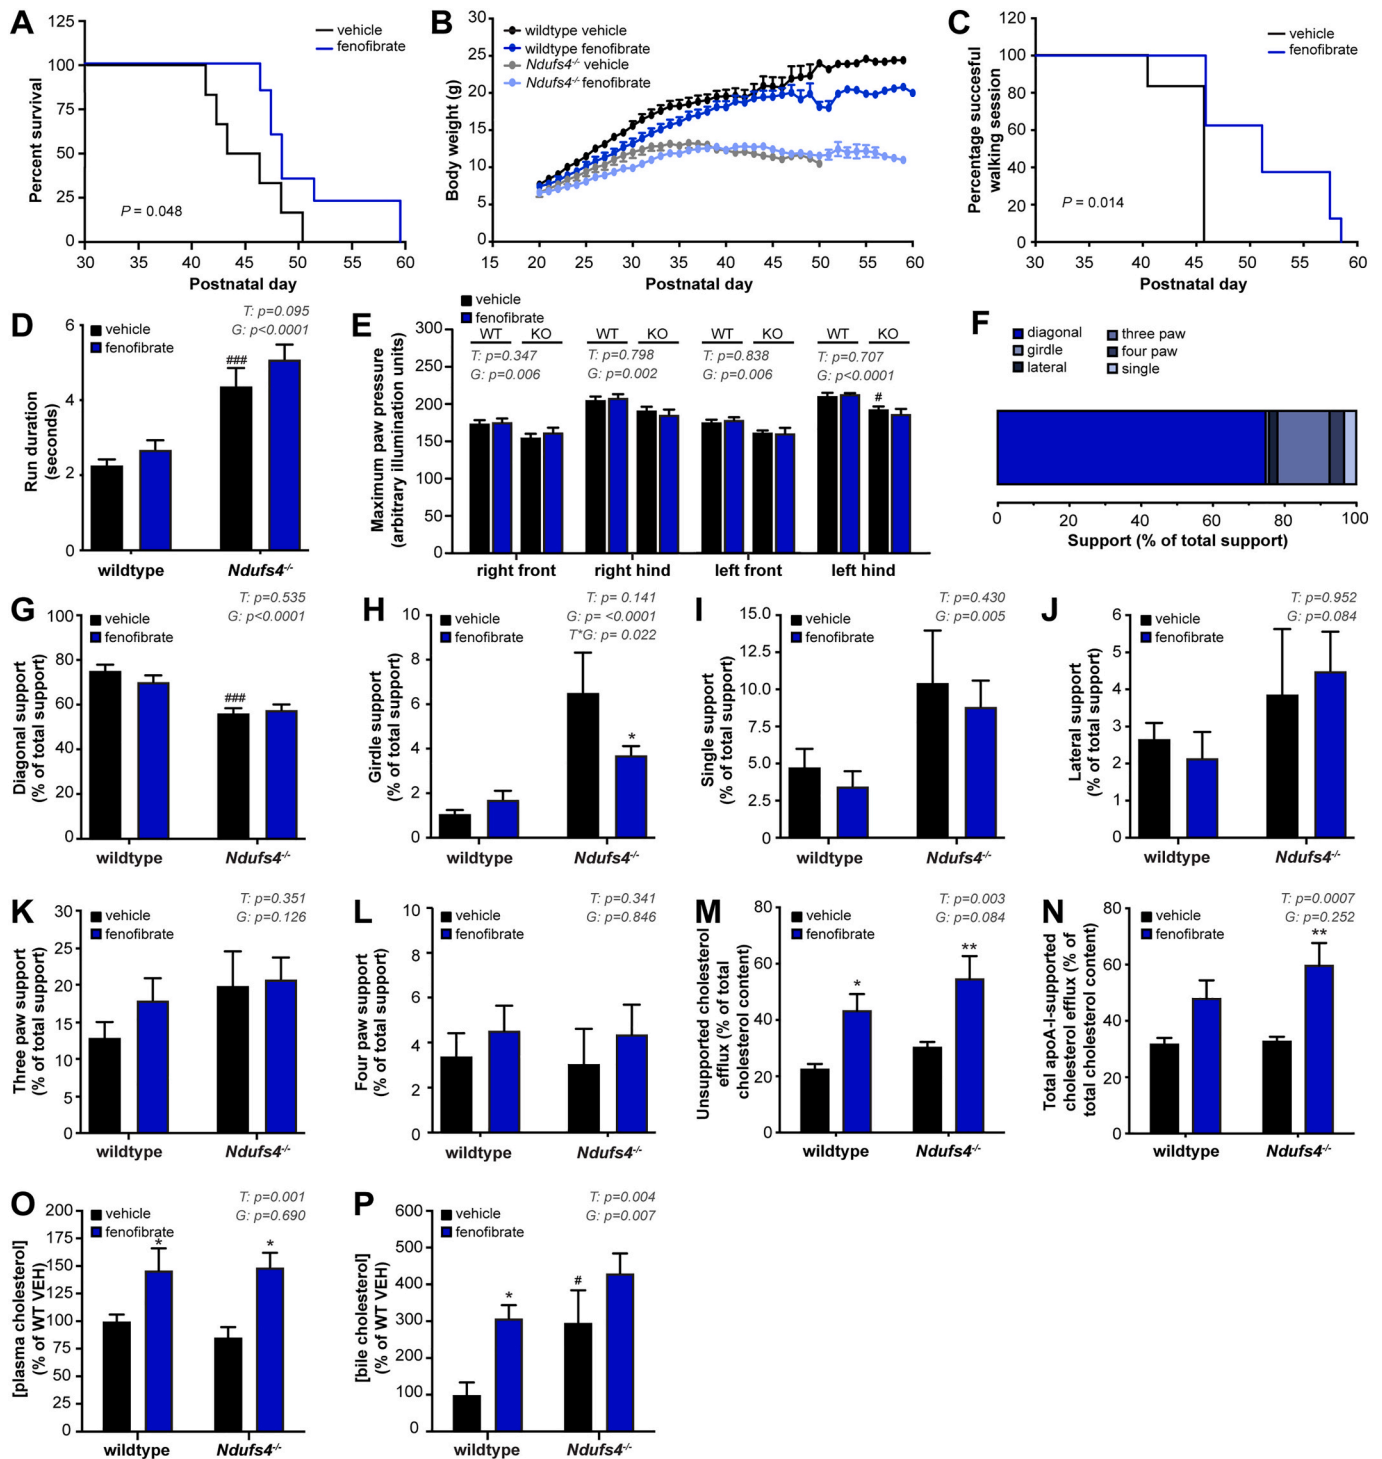 A
vehicle
fenofibrate
125
100
75
50
25
0
Percent survival
P = 0.048
30 35 40 45 50 55 60
Postnatal day
B
wildtype vehicle
wildtype fenofibrate
Ndufs4-/- vehicle
Ndufs4-/- fenofibrate
30
25
20
15
10
5
0
Body weight (g)
15 20 25 30 35 40 45 50 55 60
Postnatal day
C
vehicle
fenofibrate
120
100
80
60
40
20
0
Percentage succesful
walking session
P = 0.014
30 35 40 45 50 55 60
Postnatal day
D
T: p=0.095
G: p<0.0001
vehicle
fenofibrate
6
4
2
0
Run duration
(seconds)
###
wildtype Ndufs4-/-
E
vehicle
fenofibrate
300
250
200
150
100
50
0
Maximum paw pressure
(arbitrary illumination units)
WT KO WT KO WT KO WT KO
T: p=0.347 T: p=0.798 T: p=0.838 T: p=0.707
G: p=0.006 G: p=0.002 G: p=0.006 G: p<0.0001
#
right front right hind left front left hind
F
diagonal three paw
girdle four paw
lateral single
0 20 40 60 80 100
Support (% of total support)
G
T: p=0.535
G: p<0.0001
vehicle
fenofibrate
100
80
60
40
20
0
Diagonal support
(% of total support)
###
wildtype Ndufs4-/-
H
T: p= 0.141
G: p= <0.0001
T*G: p= 0.022
vehicle
fenofibrate
10
8
6
4
2
0
Girdle support
(% of total support)
*
wildtype Ndufs4-/-
I
T: p=0.430
G: p=0.005
vehicle
fenofibrate
15.0
12.5
10.0
7.5
5.0
2.5
0
Single support
(% of total support)
wildtype Ndufs4-/-
J
T: p=0.952
G: p=0.084
vehicle
fenofibrate
6
5
4
3
2
1
0
Lateral support
(% of total support)
wildtype Ndufs4-/-
K
T: p=0.351
G: p=0.126
vehicle
fenofibrate
30
25
20
15
10
5
0
Three paw support
(% of total support)
wildtype Ndufs4-/-
L
T: p=0.341
G: p=0.846
vehicle
fenofibrate
10
8
6
4
2
0
Four paw support
(% of total support)
wildtype Ndufs4-/-
M
T: p=0.003
G: p=0.084
vehicle
fenofibrate
80
60
40
20
0
Unsupported cholesterol
efflux (% of total
cholesterol content)
* **
wildtype Ndufs4-/-
N
T: p=0.0007
G: p=0.252
vehicle
fenofibrate
80
60
40
20
0
Total apoA-I-supported
cholesterol efflux (% of
total cholesterol content)
**
wildtype Ndufs4-/-
O
T: p=0.001
G: p=0.690
vehicle
fenofibrate
200
175
150
125
100
75
50
25
0
[plasma cholesterol]
(% of WT VEH)
* *
wildtype Ndufs4-/-
P
T: p=0.004
G: p=0.007
vehicle
fenofibrate
600
500
400
300
200
100
0
[bile cholesterol]
(% of WT VEH)
* #
wildtype Ndufs4-/-